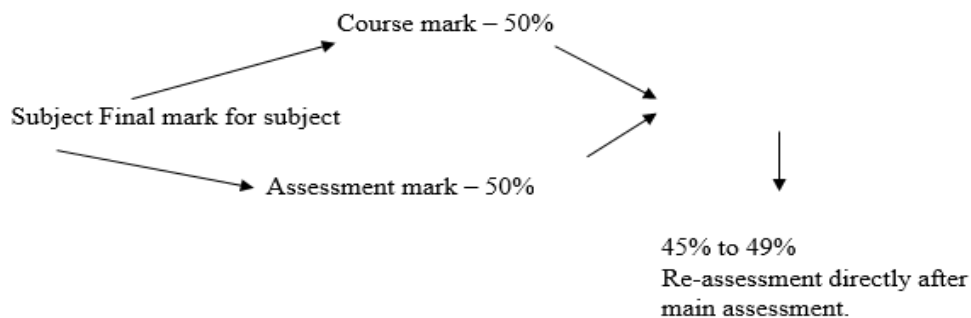 Course mark – 50%
Subject Final mark for subject
Assessment mark – 50%
45% to 49%
Re-assessment directly after
main assessment.